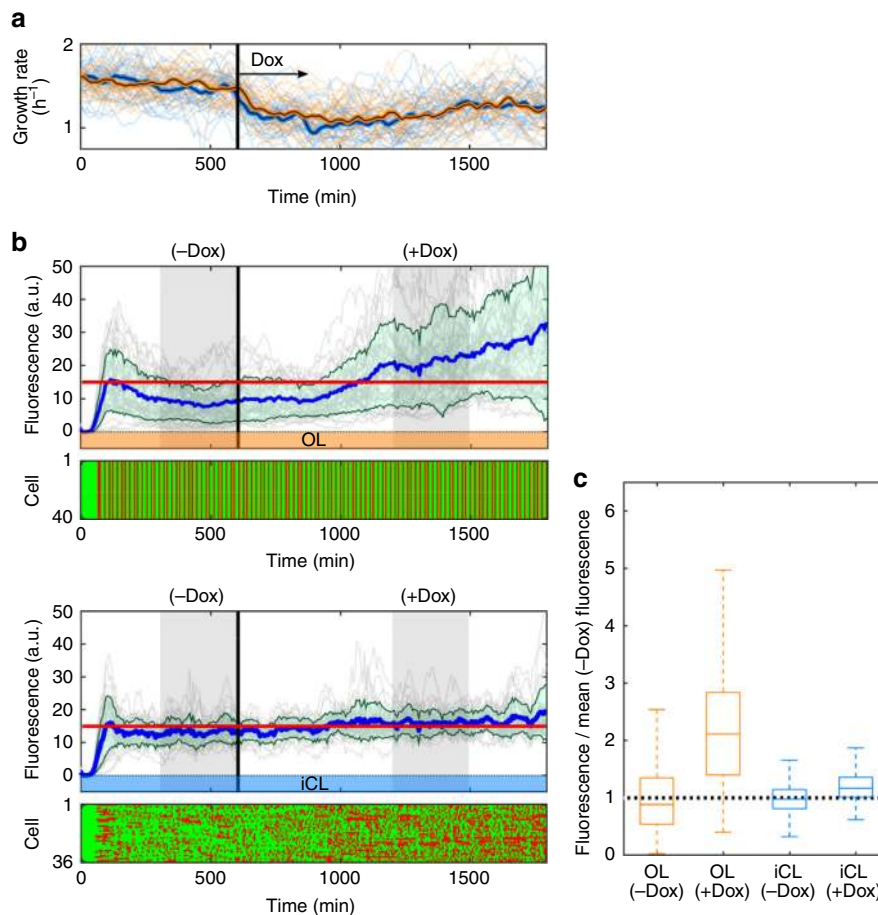 a
Growth rate
(h⁻¹)
2
1
Dox
0 500 1000 1500
Time (min)
b
(–Dox) (+Dox)
Fluorescence (a.u.)
50
40
30
20
10
0
OL
Cell
1
40
0 500 1000 1500
Time (min)
(–Dox) (+Dox)
Fluorescence (a.u.)
50
40
30
20
10
0
iCL
Cell
1
36
0 500 1000 1500
Time (min)
c
Fluorescence / mean (–Dox) fluorescence
6
5
4
3
2
1
0
OL OL iCL iCL
(–Dox) (+Dox) (–Dox) (+Dox)